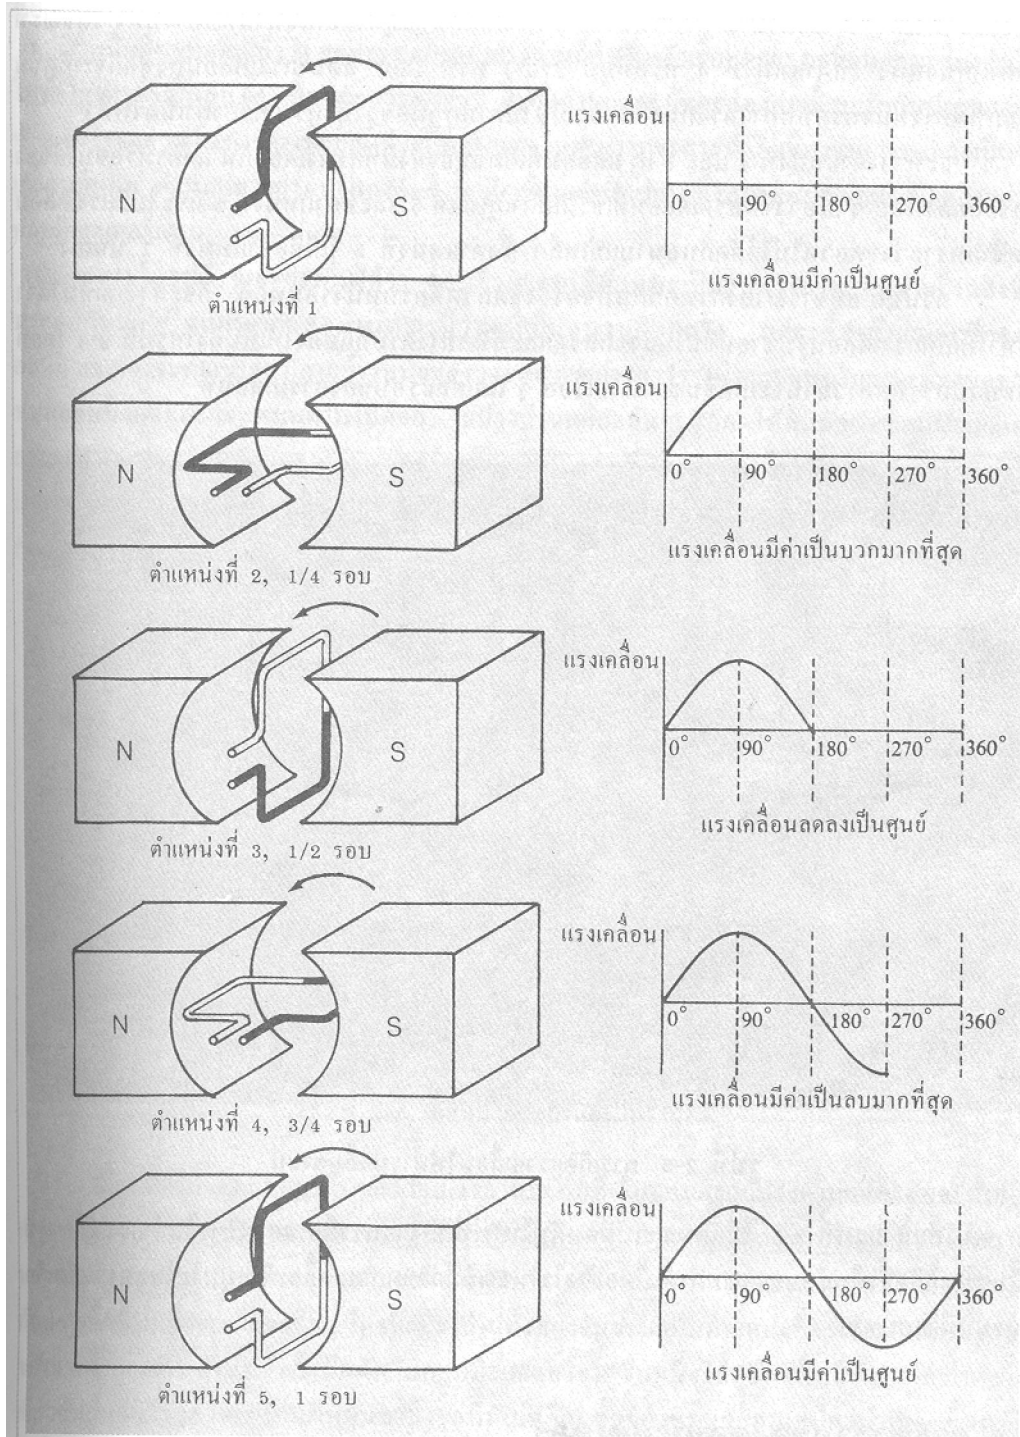 แรงเคลื่อน
N
S
0° 90° 180° 270° 360°
แรงเคลื่อนมีค่าเป็นศูนย์
ตำแหน่งที่ 1
แรงเคลื่อน
N
S
0° 90° 180° 270° 360°
แรงเคลื่อนมีค่าเป็นบวกมากที่สุด
ตำแหน่งที่ 2, 1/4 รอบ
แรงเคลื่อน
N
S
0° 90° 180° 270° 360°
แรงเคลื่อนลดลงเป็นศูนย์
ตำแหน่งที่ 3, 1/2 รอบ
แรงเคลื่อน
N
S
0° 90° 180° 270° 360°
แรงเคลื่อนมีค่าเป็นลบมากที่สุด
ตำแหน่งที่ 4, 3/4 รอบ
แรงเคลื่อน
N
S
0° 90° 180° 270° 360°
แรงเคลื่อนมีค่าเป็นศูนย์
ตำแหน่งที่ 5, 1 รอบ